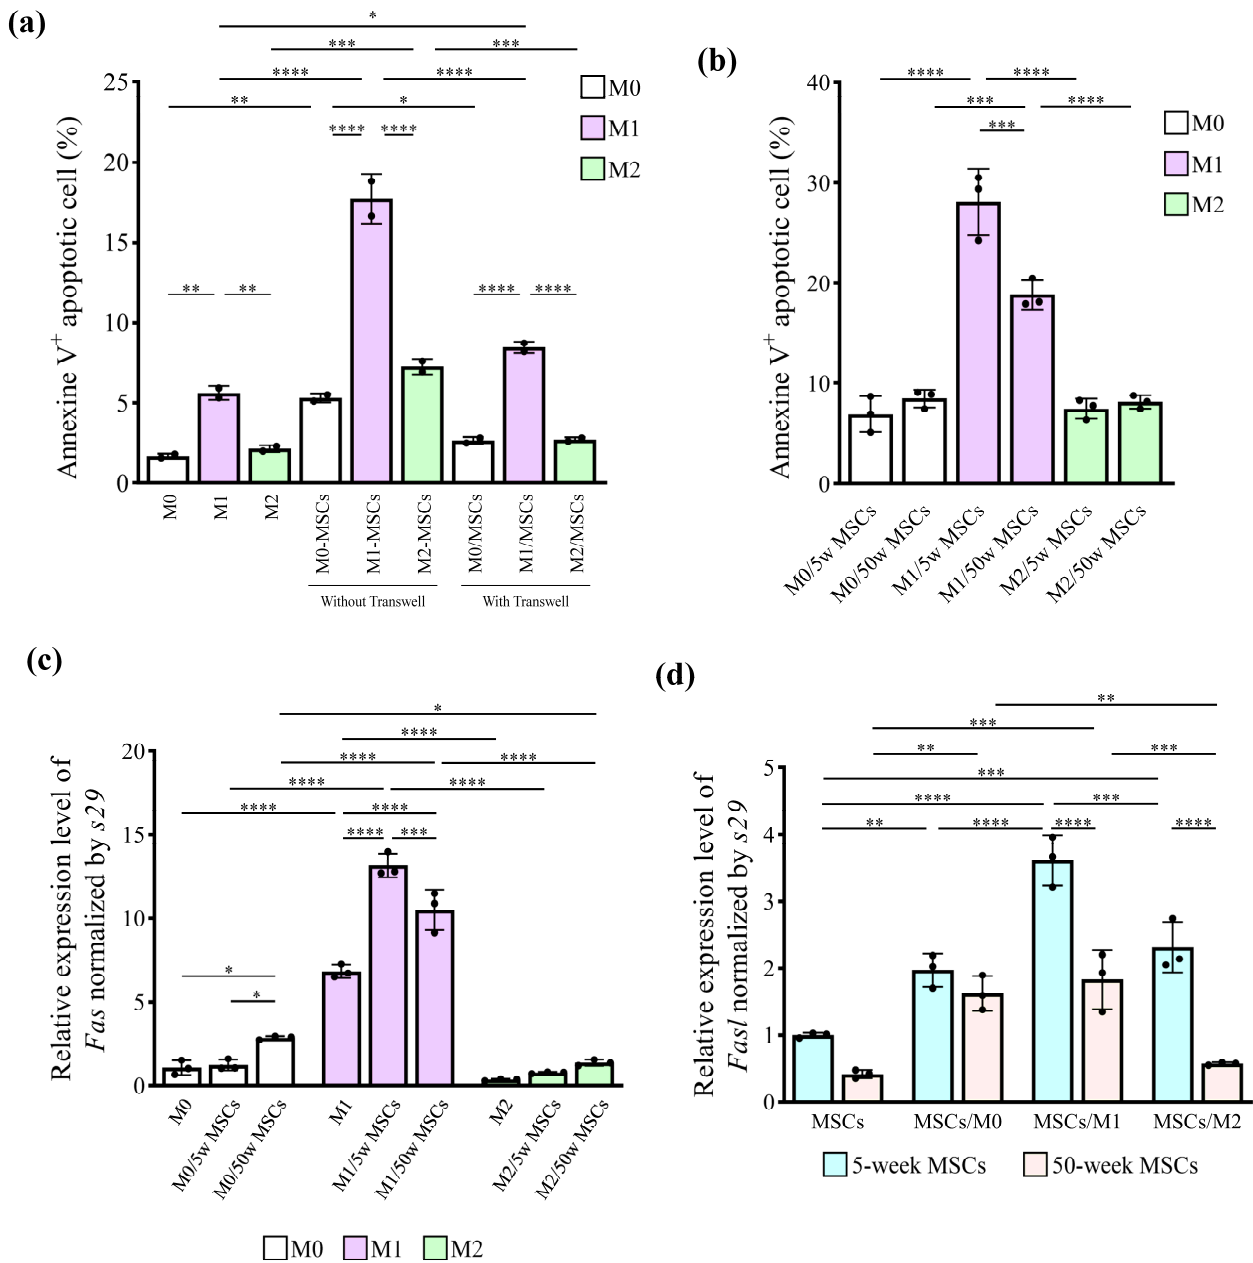 (a)
*
***
***
****
****
**
*
****
****
**
**
****
****
25
20
15
10
5
0
Annexine V+ apoptotic cell (%)
M0
M1
M2
M0
M1
M2
M0-MSCs
M1-MSCs
M2-MSCs
M0/MSCs
M1/MSCs
M2/MSCs
Without Transwell
With Transwell
(b)
****
****
***
****
***
40
30
20
10
0
Annexine V+ apoptotic cell (%)
M0
M1
M2
M0/5w MSCs
M0/50w MSCs
M1/5w MSCs
M1/50w MSCs
M2/5w MSCs
M2/50w MSCs
(c)
*
****
****
****
****
****
****
****
****
***
*
*
20
15
10
5
0
Relative expression level of
Fas normalized by s29
M0
M0/5w MSCs
M0/50w MSCs
M1
M1/5w MSCs
M1/50w MSCs
M2
M2/5w MSCs
M2/50w MSCs
M0
M1
M2
(d)
**
***
**
***
***
****
***
**
****
****
****
5
4
3
2
1
0
Relative expression level of
Fasl normalized by s29
MSCs
MSCs/M0
MSCs/M1
MSCs/M2
5-week MSCs
50-week MSCs